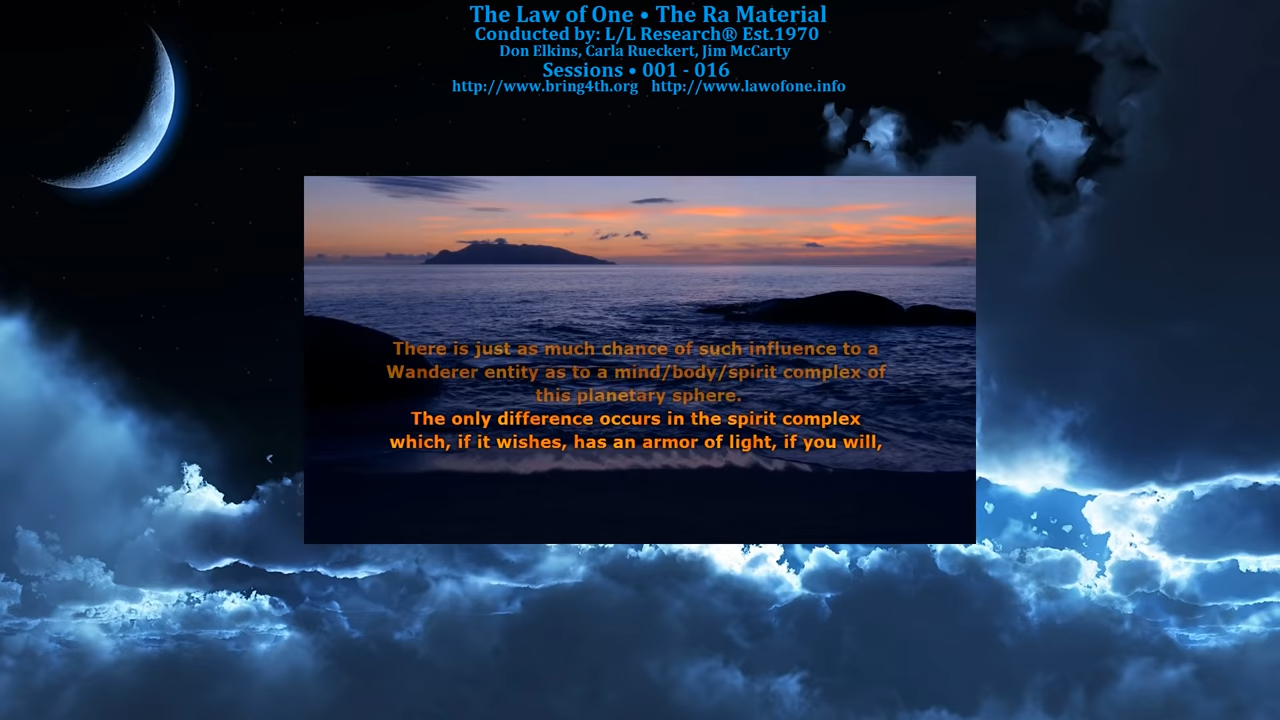 The Law of One • The Ra Material
Conducted by: L/L Research® Est.1970
Don Elkins, Carla Rueckert, Jim McCarty
Sessions • 001 - 016
http://www.bring4th.org http://www.lawofone.info
There is just as much chance of such influence to a
Wanderer entity as to a mind/body/spirit complex of
this planetary sphere.
The only difference occurs in the spirit complex
which, if it wishes, has an armor of light, if you will,